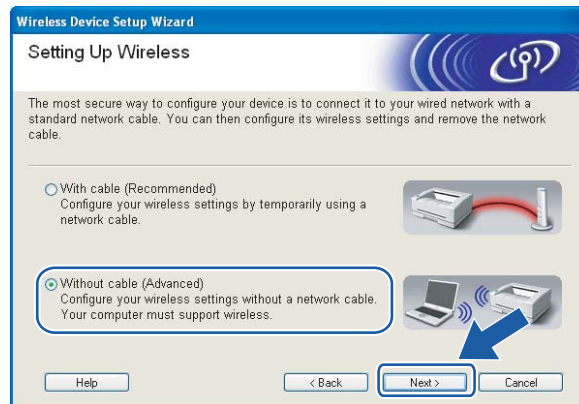 Wireless Device Setup Wizard
Setting Up Wireless
The most secure way to configure your device is to connect it to your wired network with a
standard network cable. You can then configure its wireless settings and remove the network
cable.
With cable (Recommended)
Configure your wireless settings by temporarily using a
network cable.
Without cable (Advanced)
Configure your wireless settings without a network cable.
Your computer must support wireless.
Help
< Back
Next >
Cancel